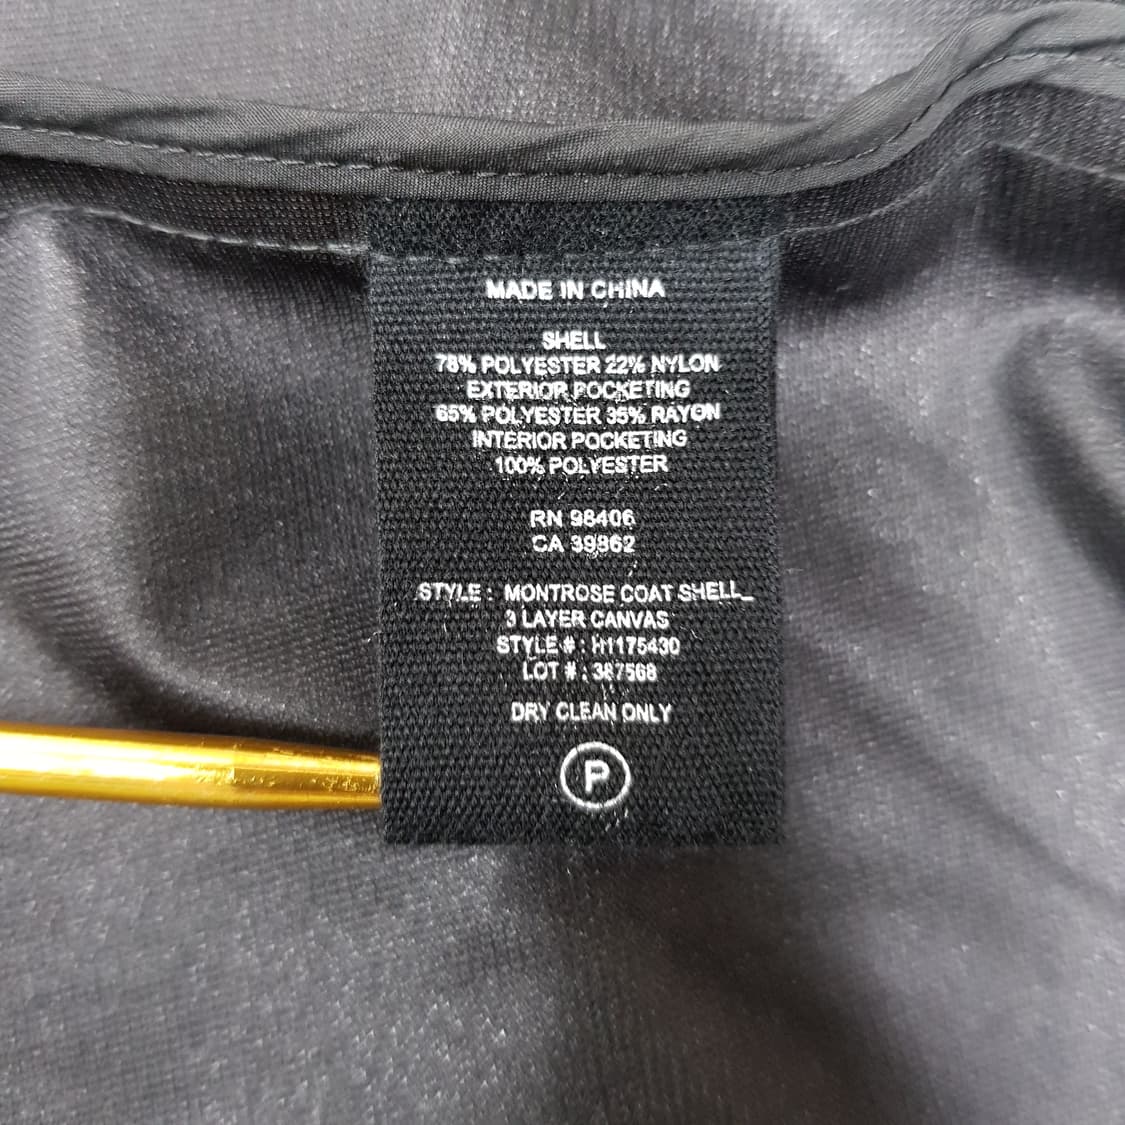 MADE IN CHINA
SHELL
78% POLYESTER 22% NYLON
EXTERIOR POCKETING
65% POLYESTER 35% RAYON
INTERIOR POCKETING
100% POLYESTER
RN 98406
CA 39862
STYLE : MONTROSE COAT SHELL_
3 LAYER CANVAS
STYLE # : H1175430
LOT # : 387568
DRY CLEAN ONLY
P